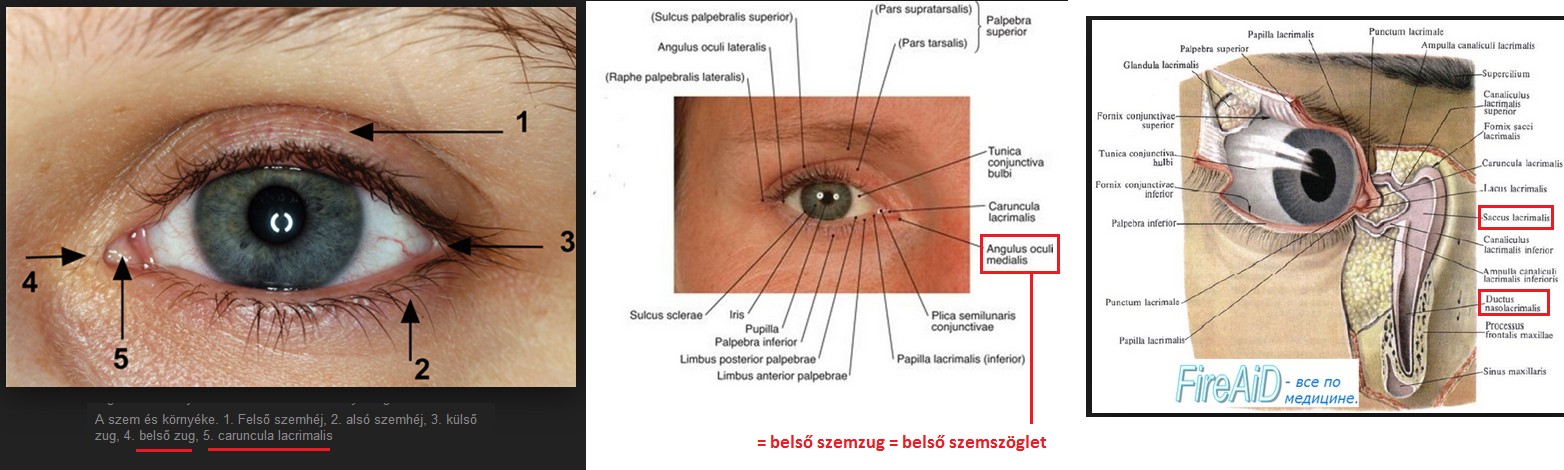 1
3
4
5
2
A szem és környéke. 1. Felső szemhéj, 2. alsó szemhéj, 3. külső
zug, 4. belső zug, 5. caruncula lacrimalis
(Sulcus palpebralis superior)
(Pars supratarsalis)
Palpebra
superior
Angulus oculi lateralis
(Pars tarsalis)
(Raphe palpebralis lateralis)
Tunica
conjunctiva
bulbi
Caruncula
lacrimalis
Angulus oculi
medialis
Sulcus sclerae
Iris
Pupilla
Palpebra inferior
Limbus posterior palpebrae
Limbus anterior palpebrae
Plica semilunaris
conjunctivae
Papilla lacrimalis (inferior)
= belső szemzug = belső szemszöglet
Papilla lacrimalis
Punctum lacrimale
Palpebra superior
Ampulla canaliculi lacrimalis
Glandula lacrimalis
Supercilium
Canaliculus
lacrimalis
superior
Fornix conjunctivae
superior
Fornix sacci
lacrimalis
Tunica conjunctiva
bulbi
Caruncula lacrimalis
Fornix conjunctivae
inferior
Lacus lacrimalis
Palpebra inferior
Saccus lacrimalis
Canaliculus
lacrimalis inferior
Ampulla canaliculi
lacrimalis inferioris
Punctum lacrimale
Ductus
nasolacrimalis
Papilla lacrimalis
Processus
frontalis maxillae
Sinus maxillaris
FireAiD - все по
медицине.